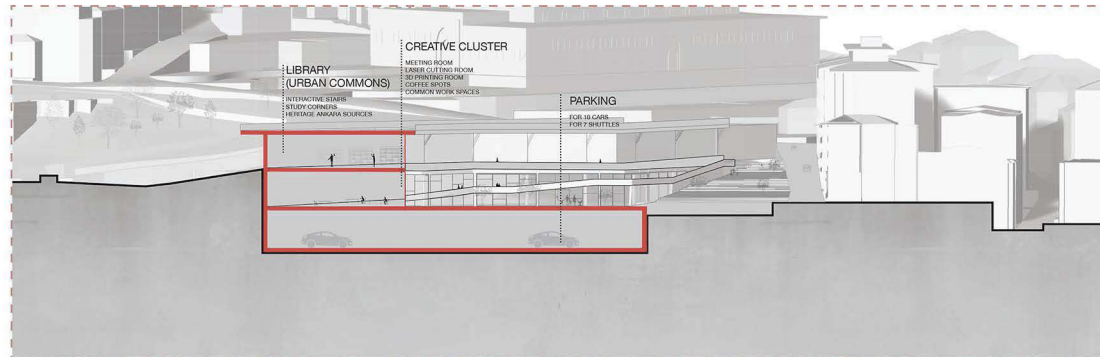 LIBRARY
(URBAN COMMONS)
INTERACTIVE STAIRS
STUDY CORNERS
HERITAGE ANKARA SOURCES
CREATIVE CLUSTER
MEETING ROOM
LASER CUTTING ROOM
3D PRINTING ROOM
COFFEE SPOTS
COMMON WORK SPACES
PARKING
FOR 10 CARS
FOR 7 SHUTTLES